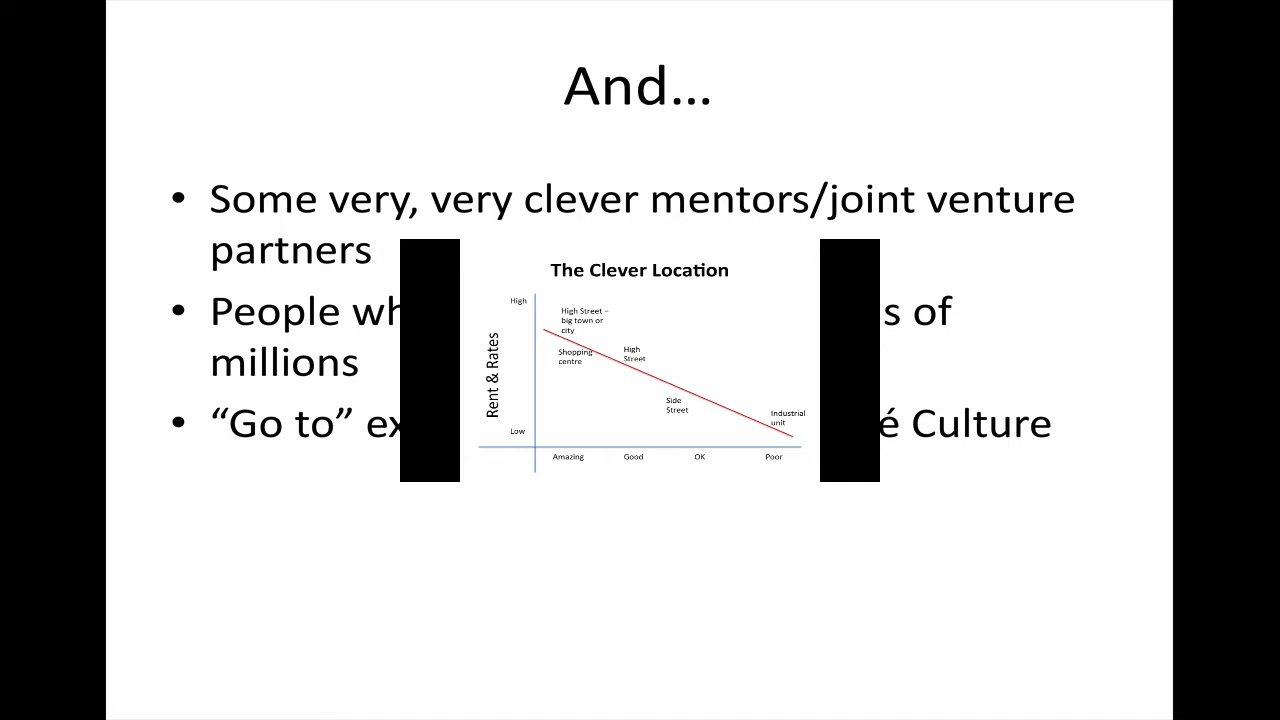 And…
• Some very, very clever mentors/joint venture
partners
• People
s of
millions
• “Go to”
Culture
The Clever Location
High
Rent & Rates
Low
High Street –
big town or
city
Shopping
centre
High
Street
Side
Street
Industrial
unit
Amazing Good OK Poor